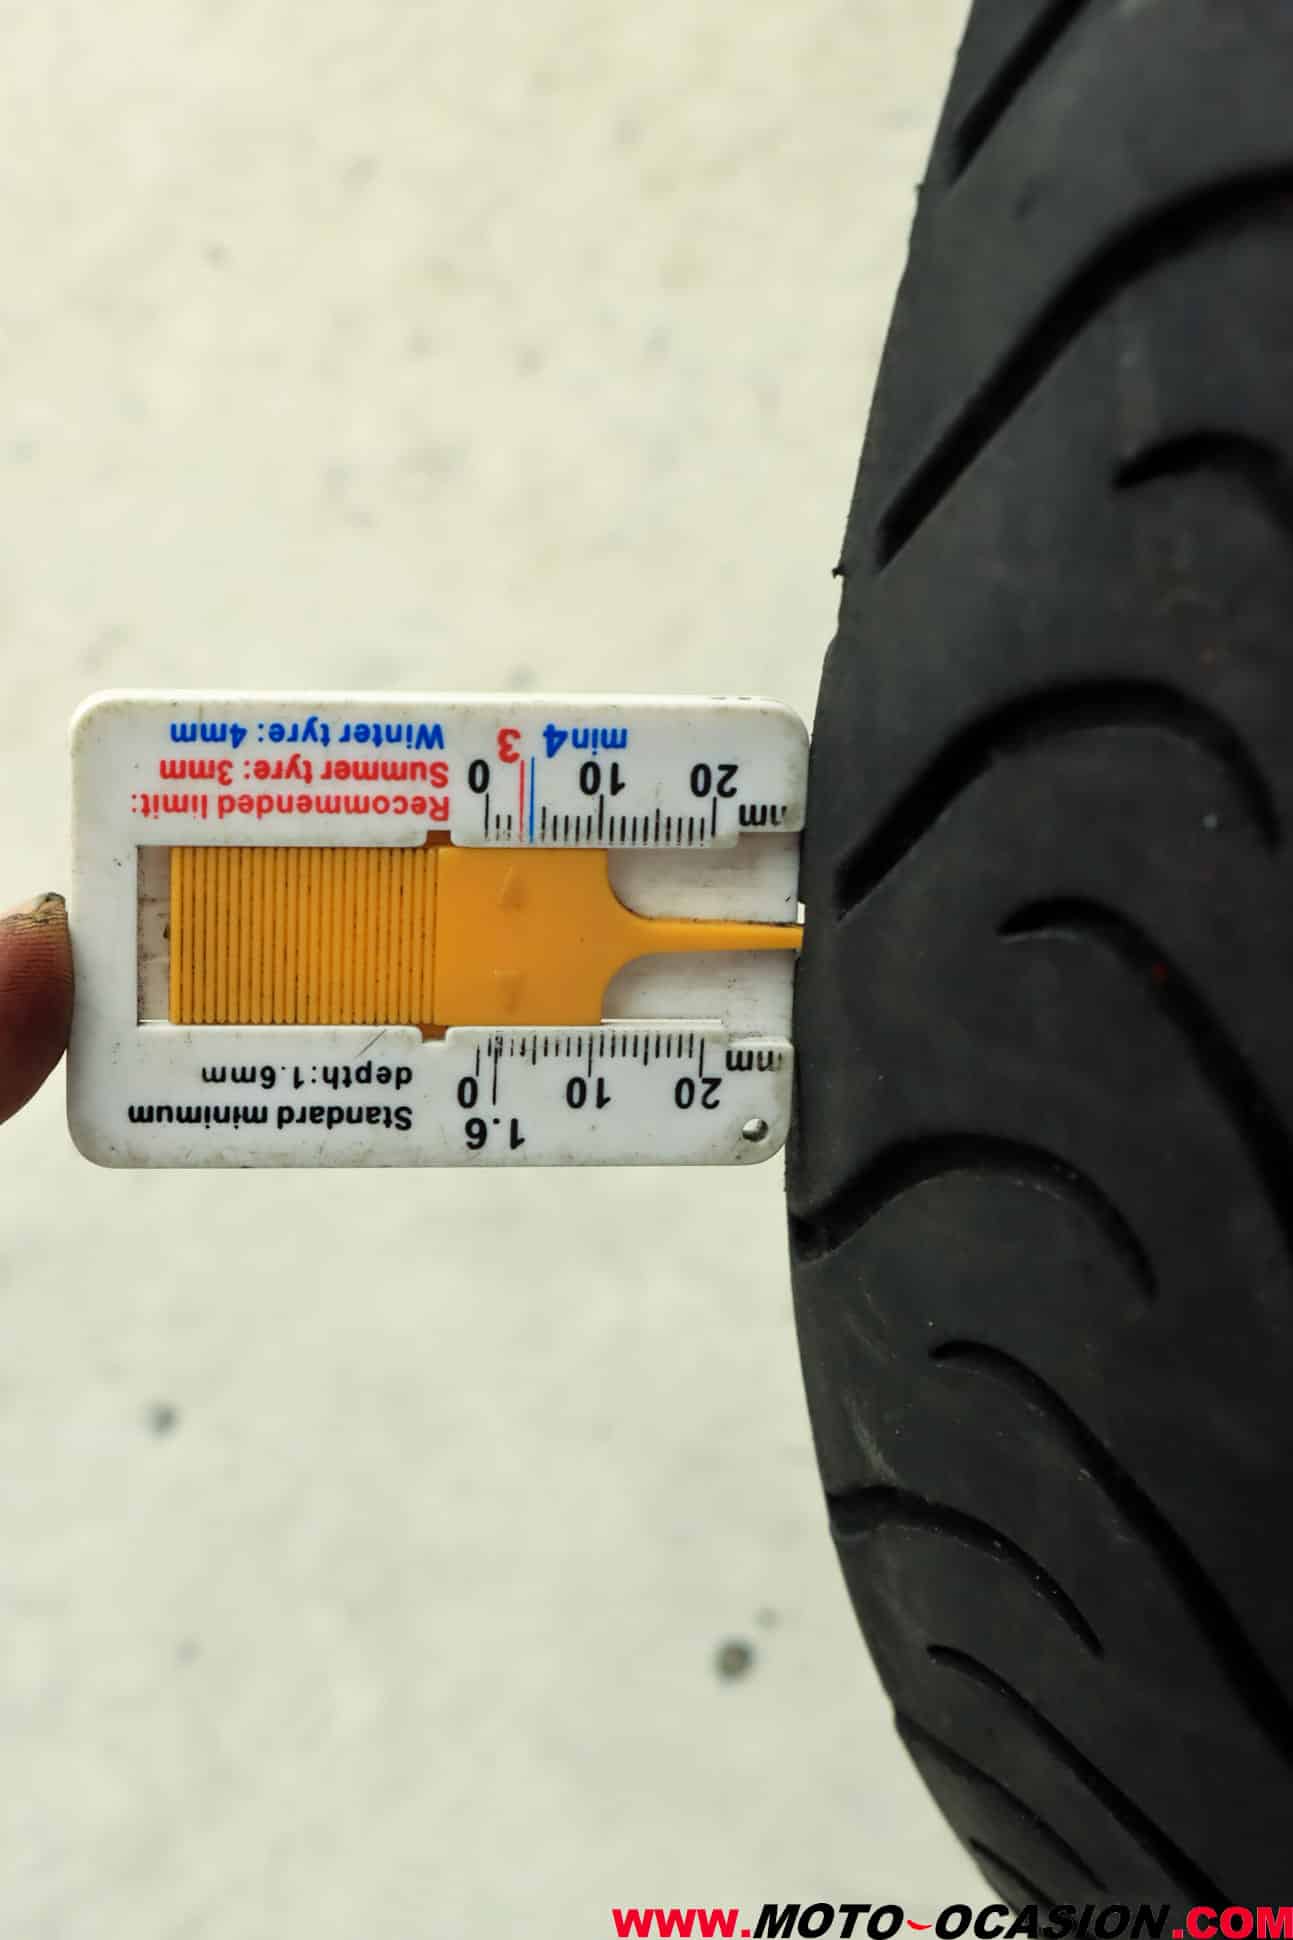 Standard minimum
depth:1.6mm
1.6
0 10 20
mm
mm
0 10 20
3 min4
Recommended limit:
Summer tyre: 3mm
Winter tyre: 4mm
WWW.MOTO-OCASION.COM